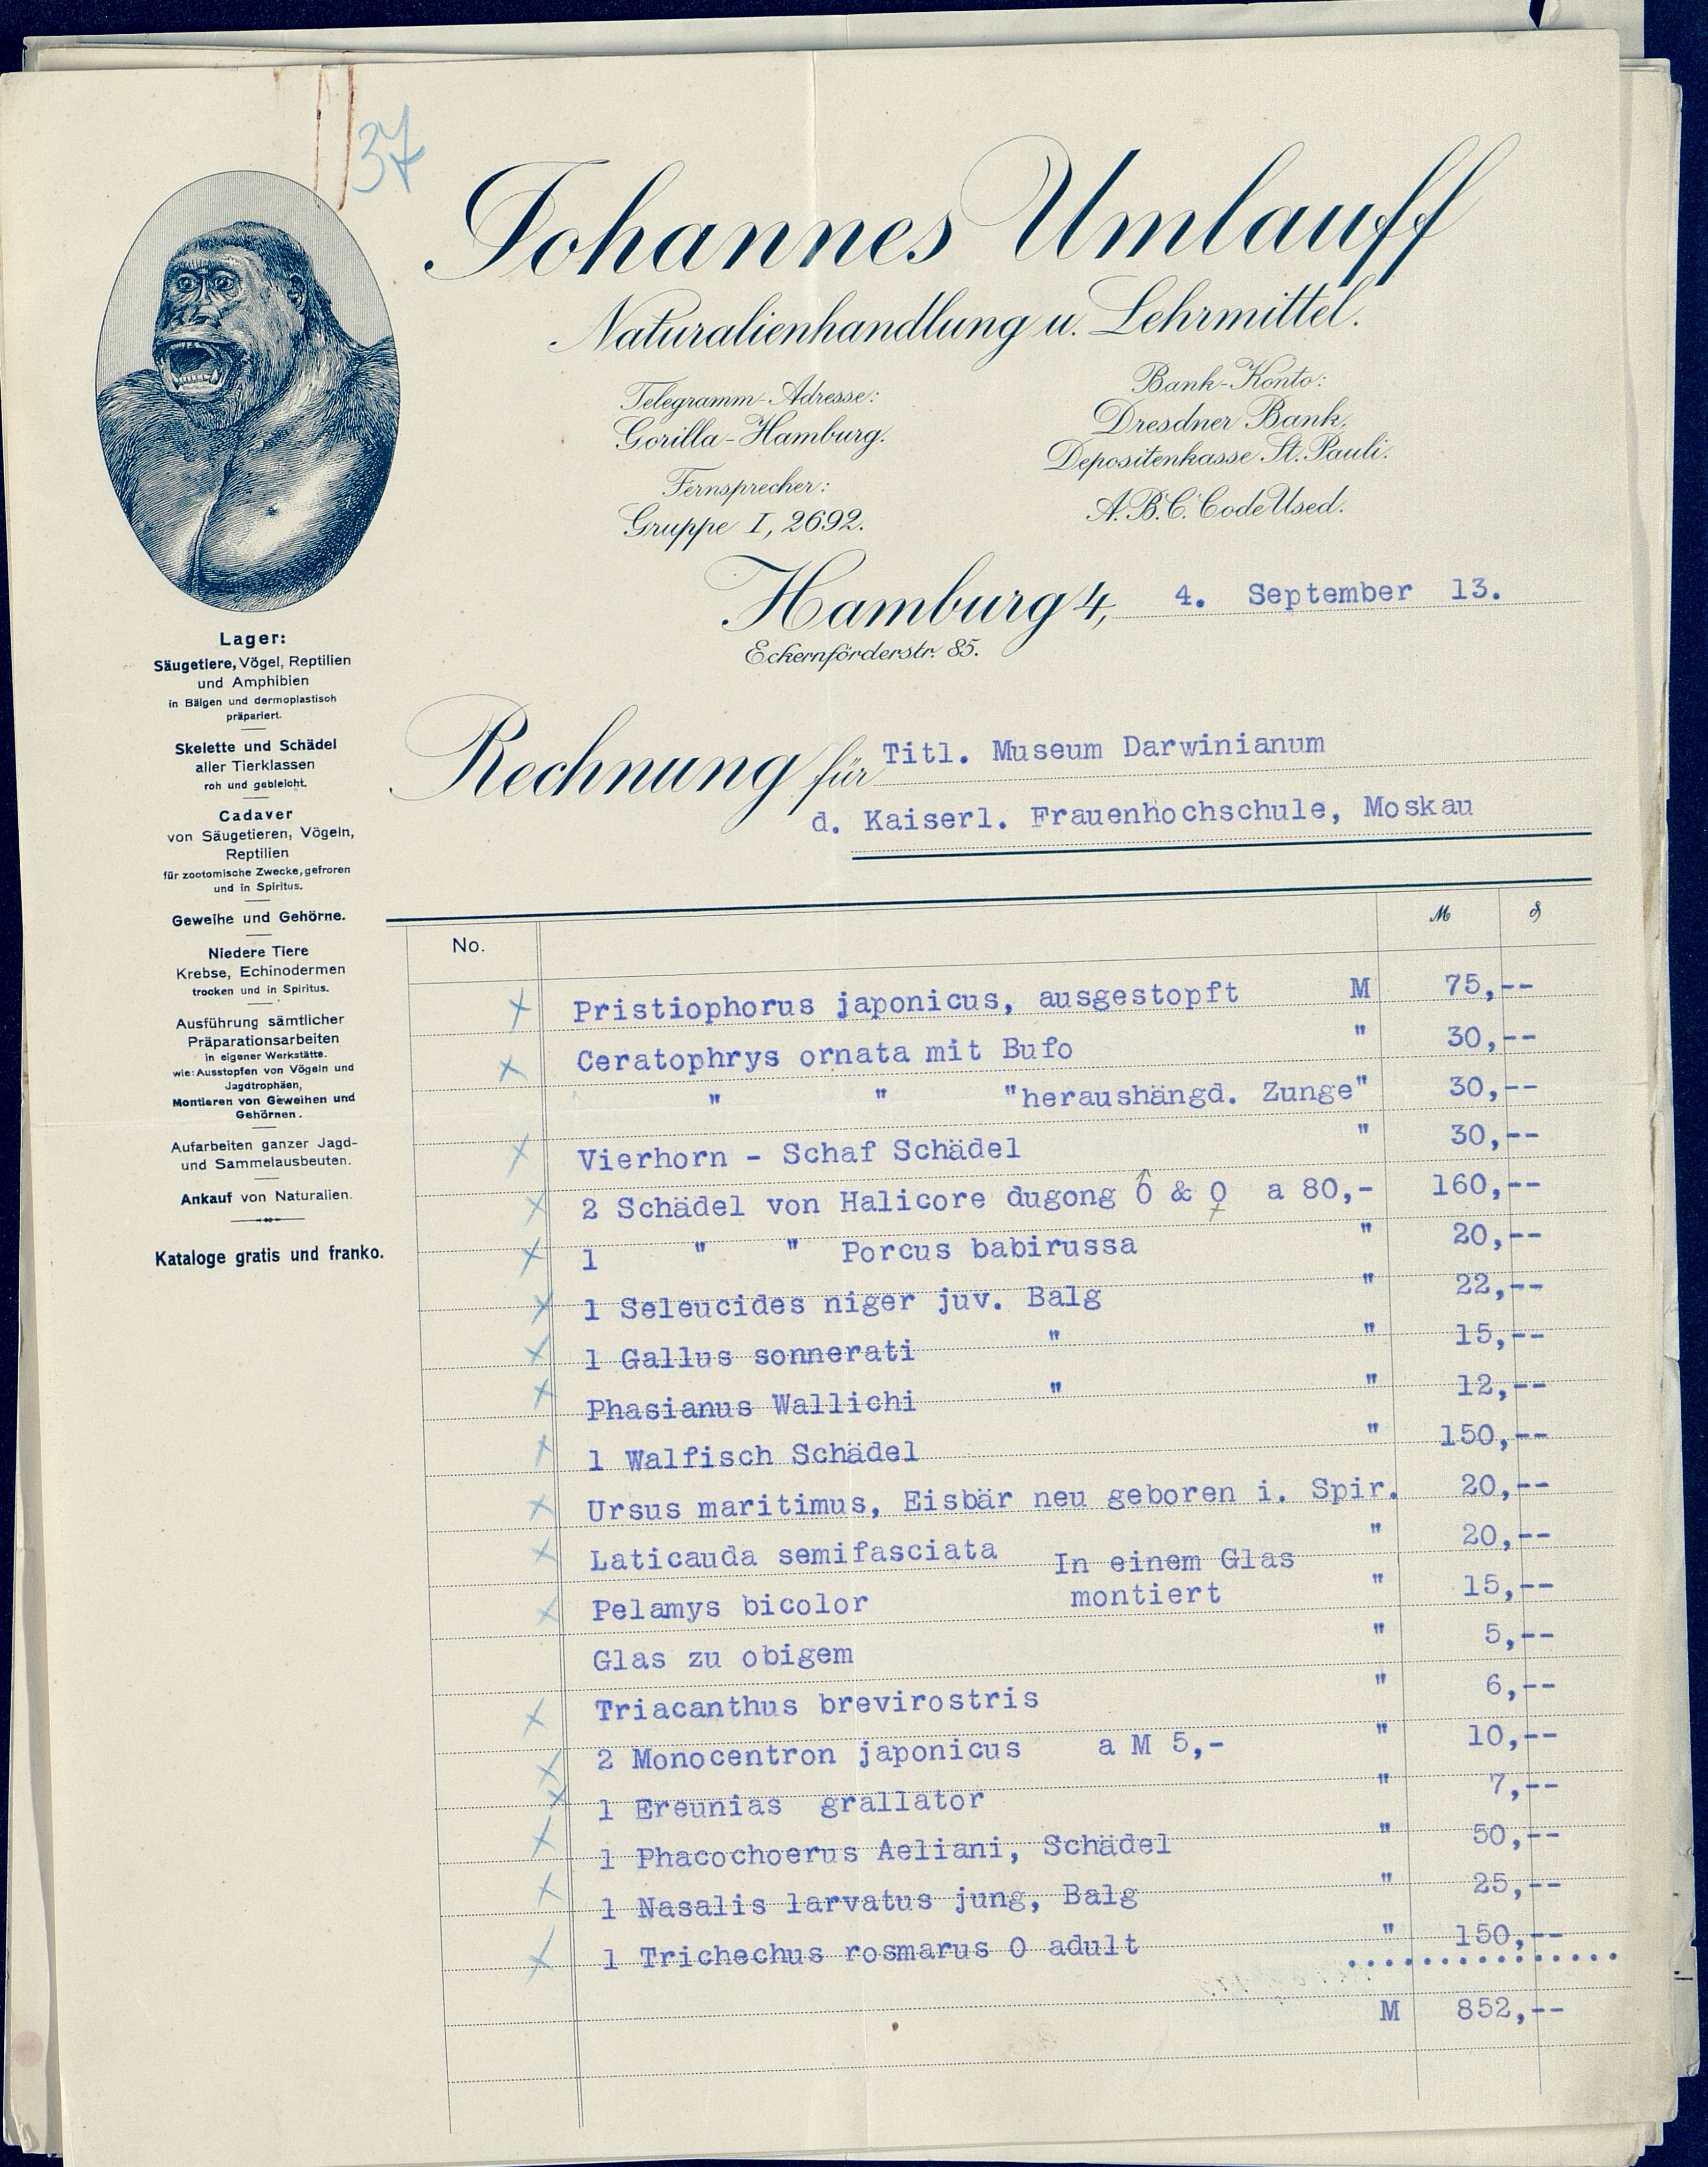 37
Johannes Umlauff
Naturalienhandlung u. Lehrmittel.
Telegramm-Adresse:
Gorilla-Hamburg.
Fernsprecher:
Gruppe I, 2692.
Bank-Konto:
Dresdner Bank,
Depositenkasse St. Pauli.
A.B.C. Code Used.
Hamburg 4, 4. September 13.
Eckernförderstr. 85.
Lager:
Säugetiere, Vögel, Reptilien
und Amphibien
in Bälgen und dermoplastisch
präpariert.
Skelette und Schädel
aller Tierklassen
roh und gebleicht.
Cadaver
von Säugetieren, Vögeln,
Reptilien
für zootomische Zwecke, gefroren
und in Spiritus.
Geweihe und Gehörne.
Niedere Tiere
Krebse, Echinodermen
trocken und in Spiritus.
Ausführung sämtlicher
Präparationsarbeiten
in eigener Werkstätte.
wie: Ausstopfen von Vögeln und
Jagdtrophäen,
Montieren von Geweihen und
Gehörnen.
Aufarbeiten ganzer Jagd-
und Sammelausbeuten.
Ankauf von Naturalien.
Kataloge gratis und franko.
Rechnung für Titl. Museum Darwinianum
d. Kaiserl. Frauenhochschule, Moskau
No. M ₰
x Pristiophorus japonicus, ausgestopft M 75,--
x Ceratophrys ornata mit Bufo " 30,--
" " "heraushängd. Zunge" 30,--
x Vierhorn - Schaf Schädel " 30,--
x 2 Schädel von Halicore dugong ♂ & ♀ a 80,- 160,--
x 1 " " Porcus babirussa " 20,--
x 1 Seleucides niger juv. Balg " 22,--
x 1 Gallus sonnerati " " 15,--
x Phasianus Wallichi " " 12,--
x 1 Walfisch Schädel " 150,--
x Ursus maritimus, Eisbär neu geboren i. Spir. 20,--
x Laticauda semifasciata In einem Glas " 20,--
x Pelamys bicolor montiert " 15,--
Glas zu obigem " 5,--
x Triacanthus brevirostris " 6,--
x 2 Monocentron japonicus a M 5,- " 10,--
x 1 Ereunias grallator " 7,--
x 1 Phacochoerus Aeliani, Schädel " 50,--
x 1 Nasalis larvatus jung, Balg " 25,--
x 1 Trichechus rosmarus O adult " 150,--
M 852,--